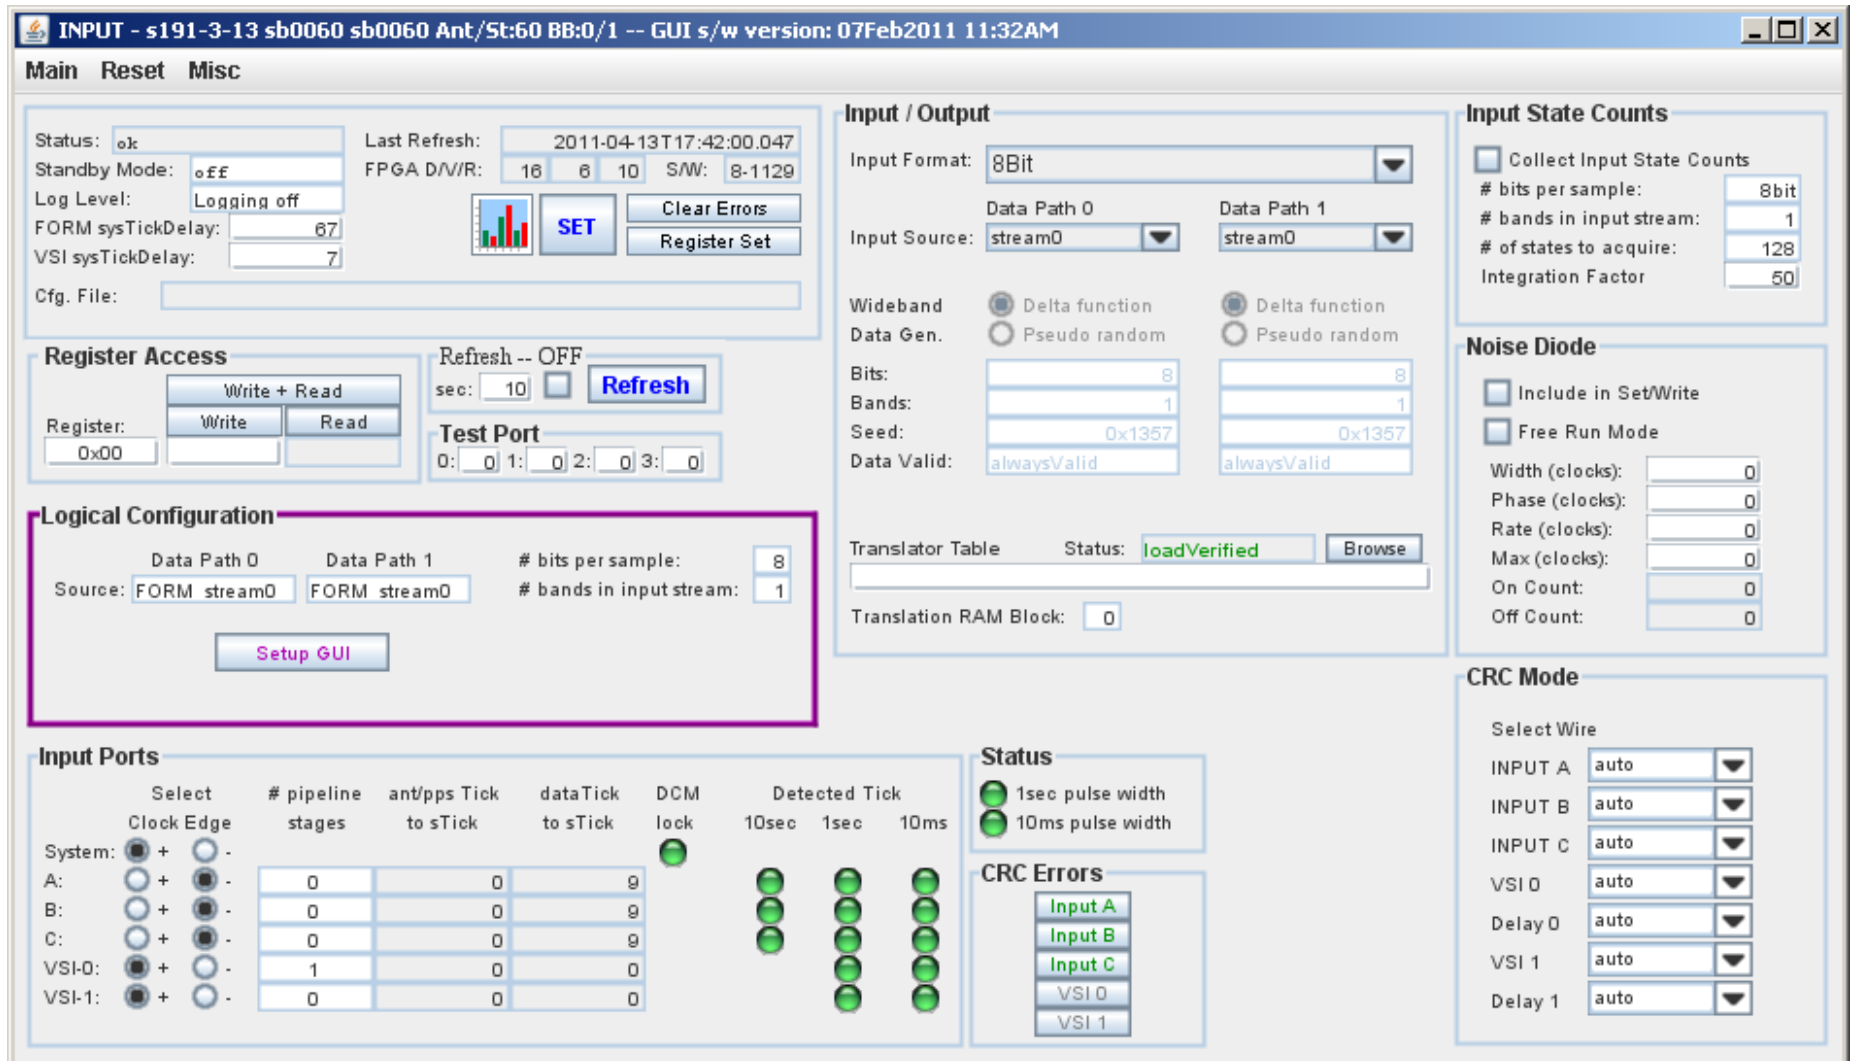 INPUT - s191-3-13 sb0060 sb0060 Ant/St:60 BB:0/1 -- GUI s/w version: 07Feb2011 11:32AM
Main Reset Misc
Status: ok
Last Refresh: 2011-04-13T17:42:00.047
Standby Mode: off
FPGA D/V/R: 16 6 10 S/W: 8-1129
Log Level: Logging off
FORM sysTickDelay: 67
VSI sysTickDelay: 7
SET
Clear Errors
Register Set
Cfg. File:
Register Access
Write + Read
Register: Write Read
0x00
Refresh -- OFF
sec: 10 Refresh
Test Port
0: 0 1: 0 2: 0 3: 0
Logical Configuration
Data Path 0 Data Path 1 # bits per sample: 8
Source: FORM stream0 FORM stream0 # bands in input stream: 1
Setup GUI
Input / Output
Input Format: 8Bit
Data Path 0 Data Path 1
Input Source: stream0 stream0
Wideband Delta function Delta function
Data Gen. Pseudo random Pseudo random
Bits: 8 8
Bands: 1 1
Seed: 0x1357 0x1357
Data Valid: alwaysValid alwaysValid
Translator Table Status: loadVerified Browse
Translation RAM Block: 0
Input State Counts
Collect Input State Counts
# bits per sample: 8bit
# bands in input stream: 1
# of states to acquire: 128
Integration Factor 50
Noise Diode
Include in Set/Write
Free Run Mode
Width (clocks): 0
Phase (clocks): 0
Rate (clocks): 0
Max (clocks): 0
On Count: 0
Off Count: 0
Input Ports
Select # pipeline ant/pps Tick dataTick DCM Detected Tick
Clock Edge stages to sTick to sTick lock 10sec 1sec 10ms
System: + -
A: + - 0 0 9
B: + - 0 0 9
C: + - 0 0 9
VSI-0: + - 1 0 0
VSI-1: + - 0 0 0
Status
1sec pulse width
10ms pulse width
CRC Errors
Input A
Input B
Input C
VSI 0
VSI 1
CRC Mode
Select Wire
INPUT A auto
INPUT B auto
INPUT C auto
VSI 0 auto
Delay 0 auto
VSI 1 auto
Delay 1 auto